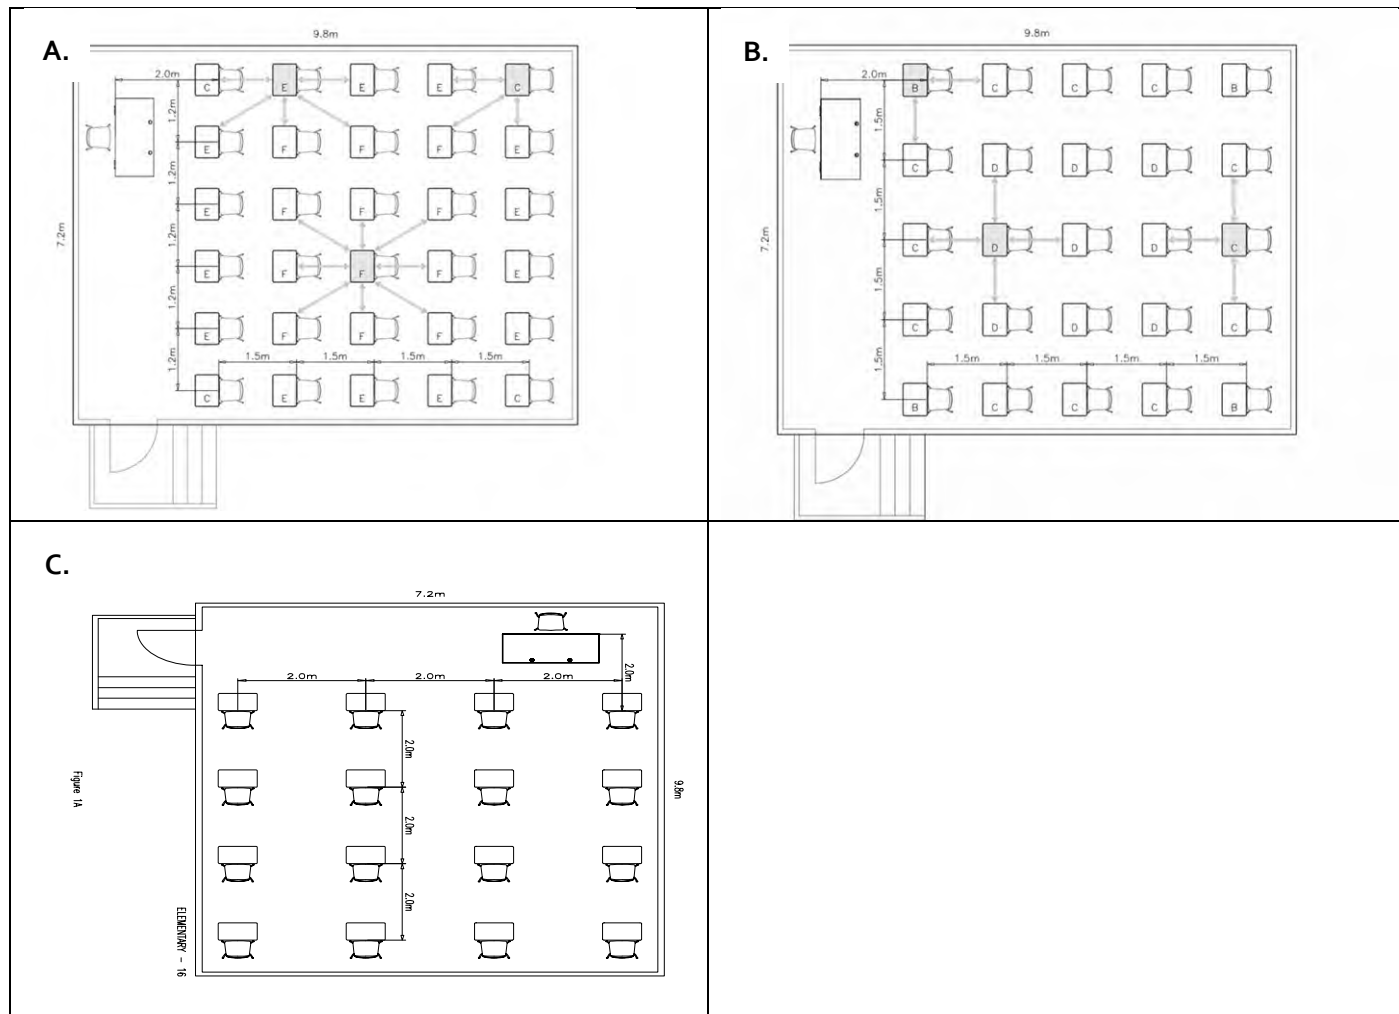 A.
9.8m
2.0m
C E E E C
1.2m
E F F F E
1.2m
E F F F E
7.2m
1.2m
E F F F E
1.2m
E F F F E
1.5m 1.5m 1.5m 1.5m
1.2m
C E E E C
B.
9.8m
2.0m
B C C C B
1.5m
C D D D C
1.5m
7.2m
C D D D C
1.5m
C D D D C
1.5m 1.5m 1.5m 1.5m
1.5m
B C C C B
C.
7.2m
2.0m
2.0m 2.0m 2.0m
2.0m
9.8m
Figure 1A
2.0m
2.0m
ELEMENTARY - 16